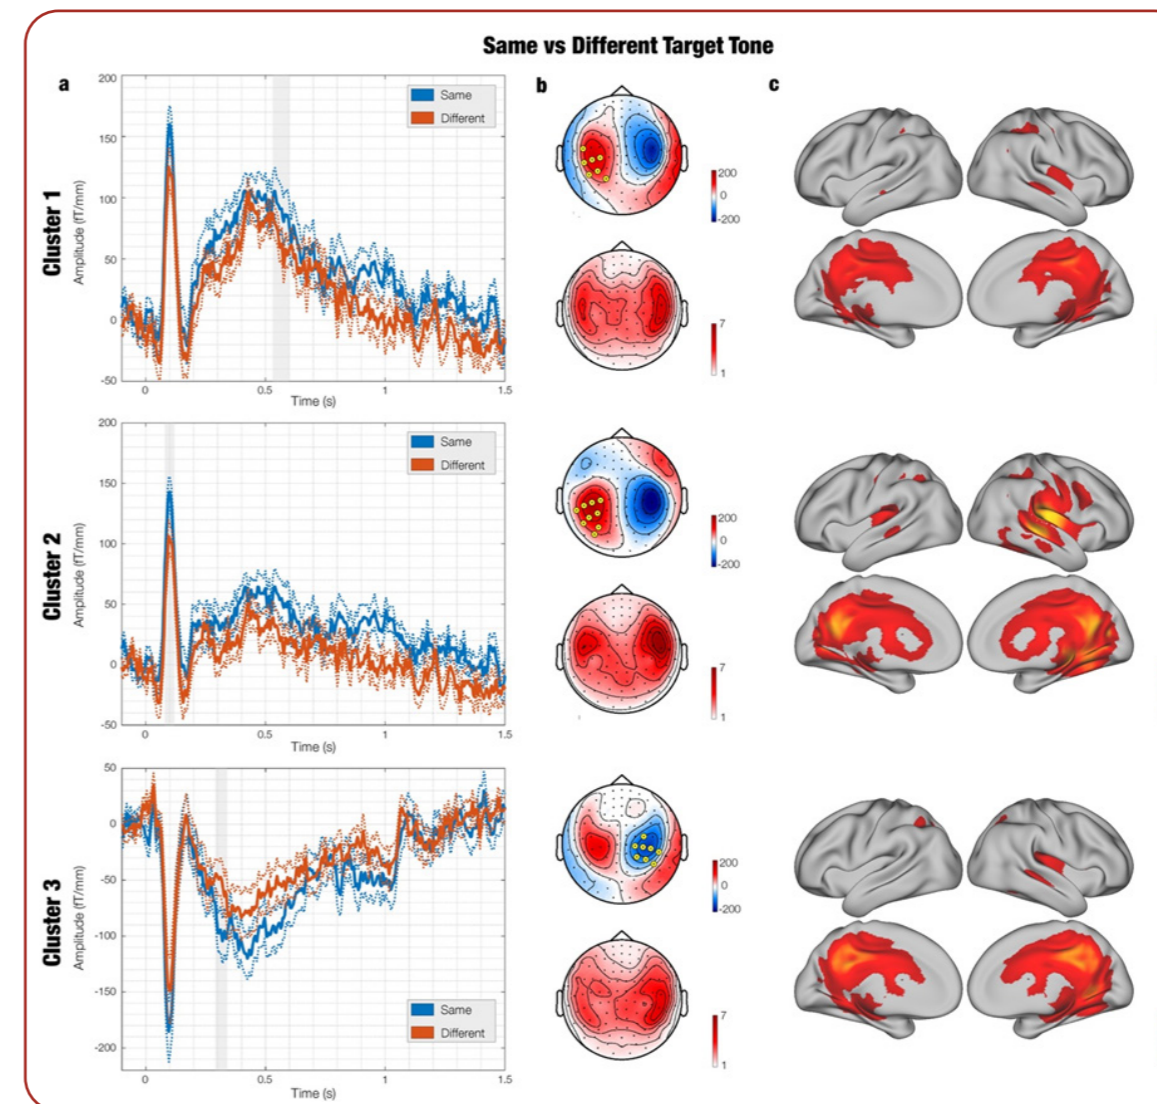 Same vs Different Target Tone
a
b
c
Cluster 1
Amplitude (fT/mm)
200
150
100
50
0
-50
0
0.5
1
1.5
Time (s)
Same
Different
200
0
-200
7
1
Cluster 2
Amplitude (fT/mm)
200
150
100
50
0
-50
0
0.5
1
1.5
Time (s)
Same
Different
200
0
-200
7
1
Cluster 3
Amplitude (fT/mm)
50
0
-50
-100
-150
-200
0
0.5
1
1.5
Time (s)
Same
Different
200
0
-200
7
1